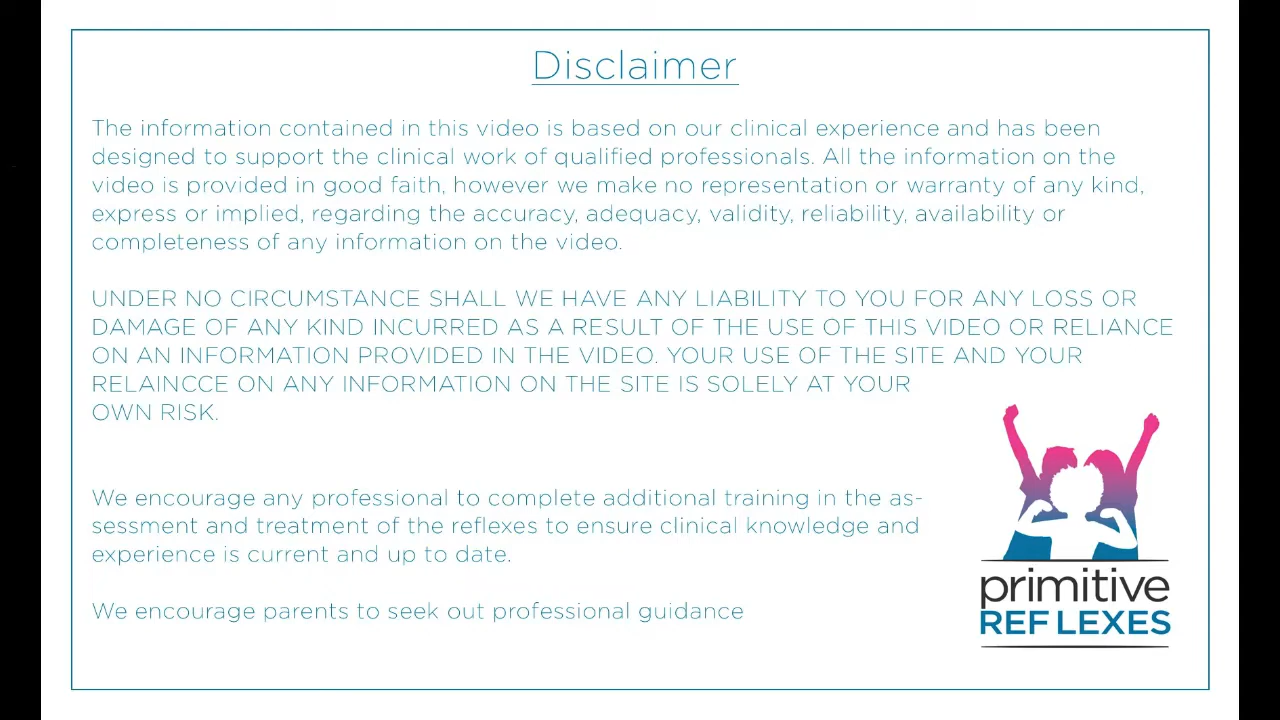 Disclaimer
The information contained in this video is based on our clinical experience and has been
designed to support the clinical work of qualified professionals. All the information on the
video is provided in good faith, however we make no representation or warranty of any kind,
express or implied, regarding the accuracy, adequacy, validity, reliability, availability or
completeness of any information on the video.
UNDER NO CIRCUMSTANCE SHALL WE HAVE ANY LIABILITY TO YOU FOR ANY LOSS OR
DAMAGE OF ANY KIND INCURRED AS A RESULT OF THE USE OF THIS VIDEO OR RELIANCE
ON AN INFORMATION PROVIDED IN THE VIDEO. YOUR USE OF THE SITE AND YOUR
RELAINCCE ON ANY INFORMATION ON THE SITE IS SOLELY AT YOUR
OWN RISK.
We encourage any professional to complete additional training in the as-
sessment and treatment of the reflexes to ensure clinical knowledge and
experience is current and up to date.
We encourage parents to seek out professional guidance
primitive
REFLEXES